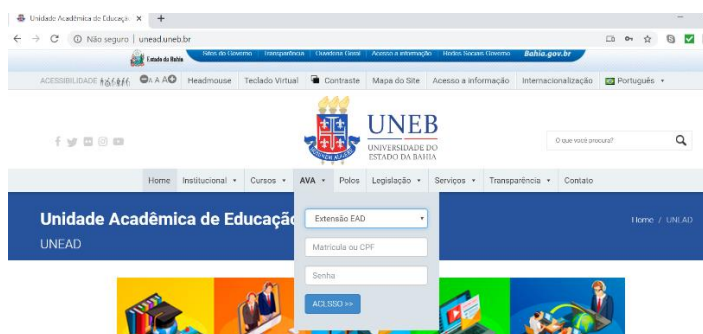 Unidade Acadêmica de Educaçã × +
Não seguro | unead.uneb.br
Estado da Bahia Sites do Governo Transparência Ouvidoria Geral Acesso a informação Redes Sociais Governo Bahia.gov.br
ACESSIBILIDADE A A A Headmouse Teclado Virtual Contraste Mapa do Site Acesso a informação Internacionalização Português
UNEB
UNIVERSIDADE DO
ESTADO DA BAHIA
O que você procura?
Home Institucional Cursos AVA Polos Legislação Serviços Transparência Contato
Unidade Acadêmica de Educação
UNEAD
Home / UNEAD
Extensão EAD
Matrícula ou CPF
Senha
ACESSO >>